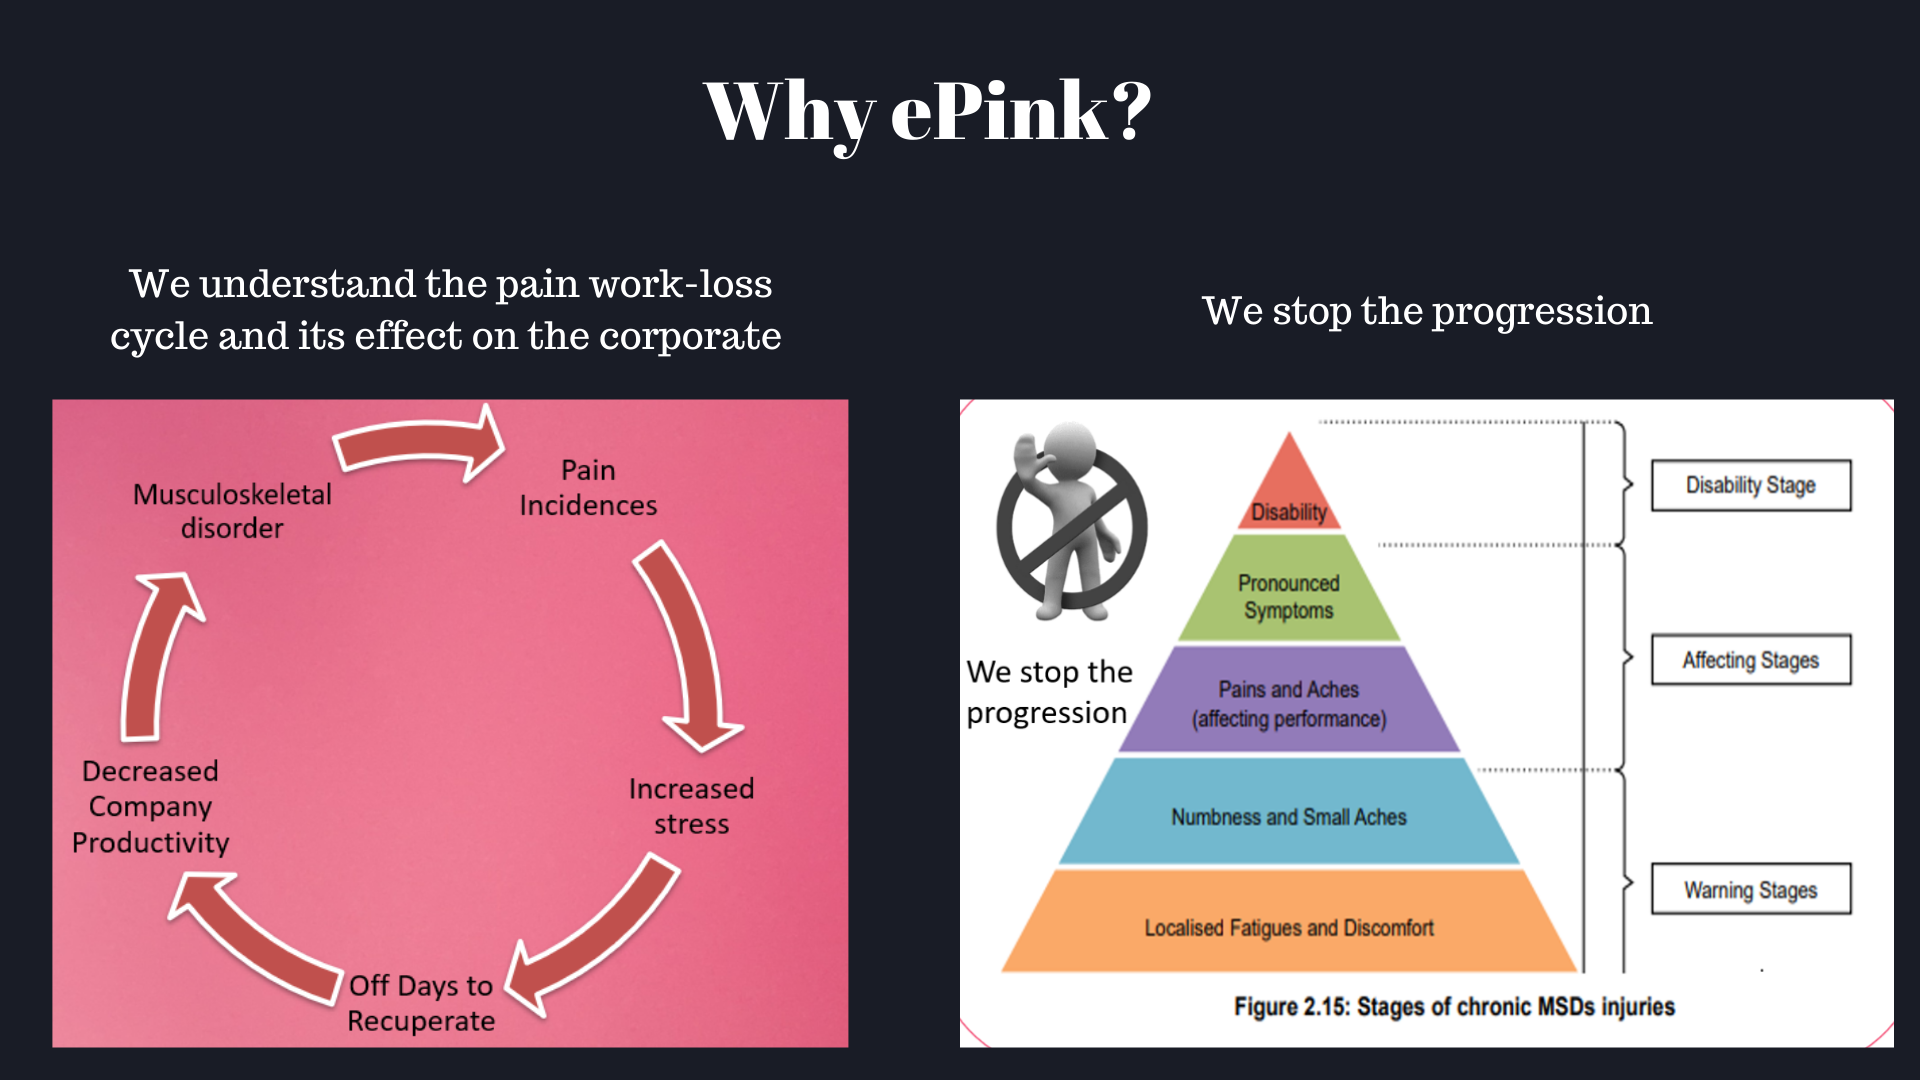 Why ePink?
We understand the pain work-loss
cycle and its effect on the corporate
Musculoskeletal
disorder
Pain
Incidences
Increased
stress
Off Days to
Recuperate
Decreased
Company
Productivity
We stop the progression
We stop the
progression
Disability
Pronounced
Symptoms
Pains and Aches
(affecting performance)
Numbness and Small Aches
Localised Fatigues and Discomfort
Disability Stage
Affecting Stages
Warning Stages
Figure 2.15: Stages of chronic MSDs injuries